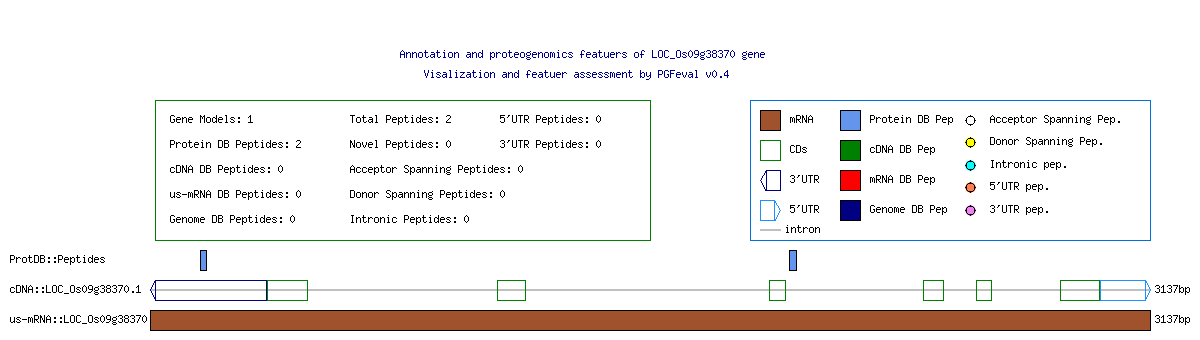 Annotation and proteogenomics featuers of LOC_Os09g38370 gene
Visalization and featuer assessment by PGFeval v0.4
Gene Models: 1 Total Peptides: 2 5'UTR Peptides: 0
Protein DB Peptides: 2 Novel Peptides: 0 3'UTR Peptides: 0
cDNA DB Peptides: 0 Acceptor Spanning Peptides: 0
us-mRNA DB Peptides: 0 Donor Spanning Peptides: 0
Genome DB Peptides: 0 Intronic Peptides: 0
mRNA Protein DB Pep Acceptor Spanning Pep.
CDs cDNA DB Pep Donor Spanning Pep.
3'UTR mRNA DB Pep Intronic pep.
5'UTR Genome DB Pep 5'UTR pep.
intron 3'UTR pep.
ProtDB::Peptides
cDNA::LOC_Os09g38370.1 3137bp
us-mRNA::LOC_Os09g38370 3137bp